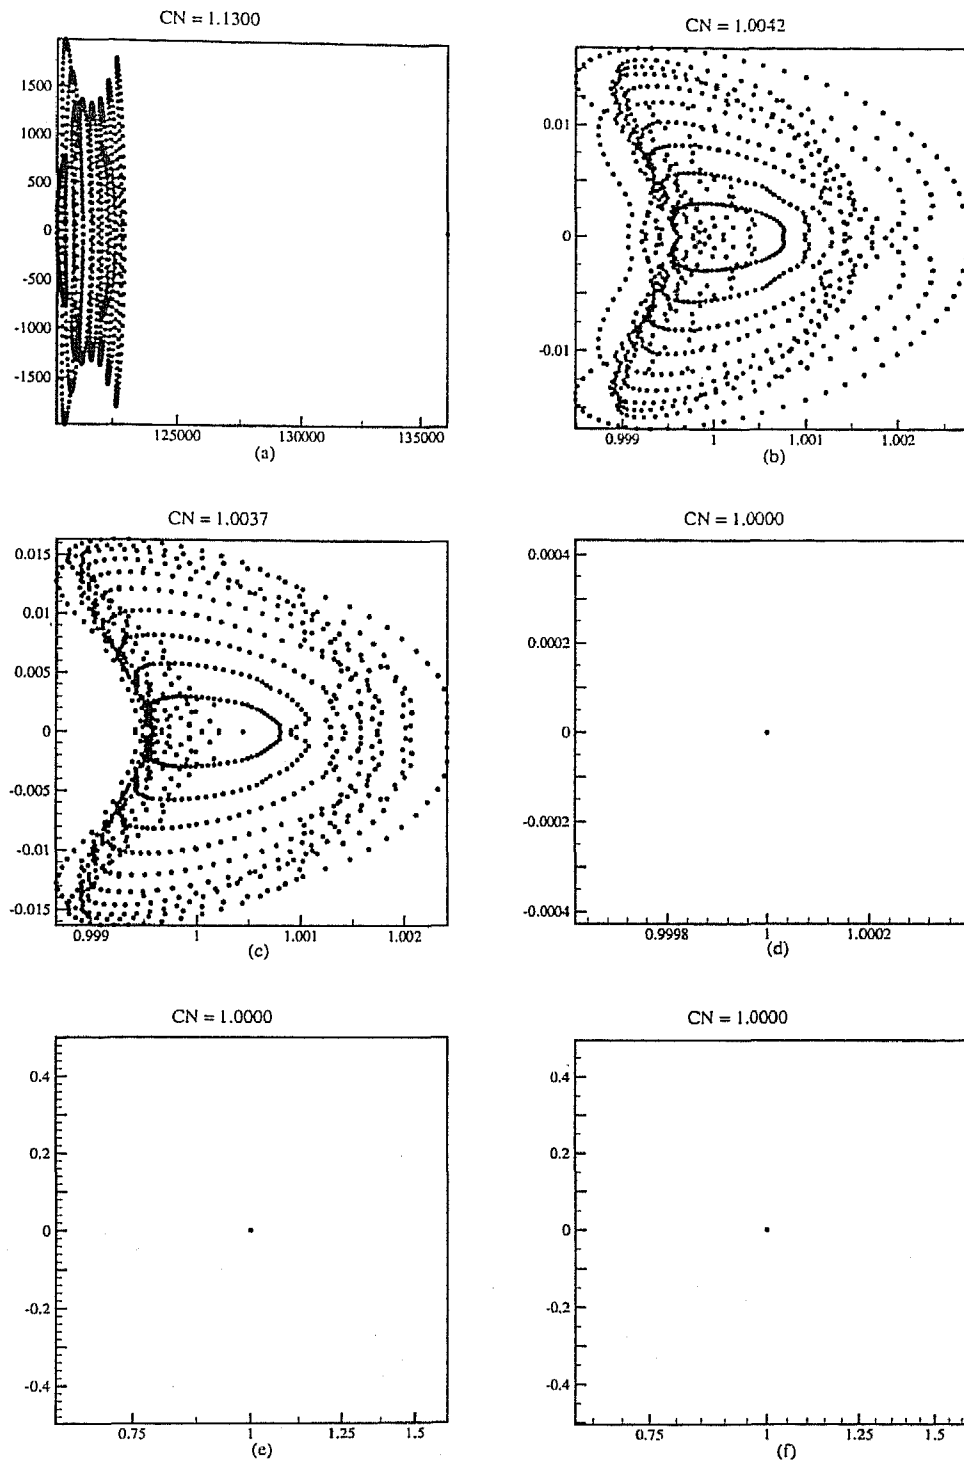 CN = 1.1300
1500
1000
500
0
-500
-1000
-1500
125000 130000 135000
(a)
CN = 1.0042
0.01
0
-0.01
0.999 1 1.001 1.002
(b)
CN = 1.0037
0.015
0.01
0.005
0
-0.005
-0.01
-0.015
0.999 1 1.001 1.002
(c)
CN = 1.0000
0.0004
0.0002
0
-0.0002
-0.0004
0.9998 1 1.0002
(d)
CN = 1.0000
0.4
0.2
0
-0.2
-0.4
0.75 1 1.25 1.5
(e)
CN = 1.0000
0.4
0.2
0
-0.2
-0.4
0.75 1 1.25 1.5
(f)